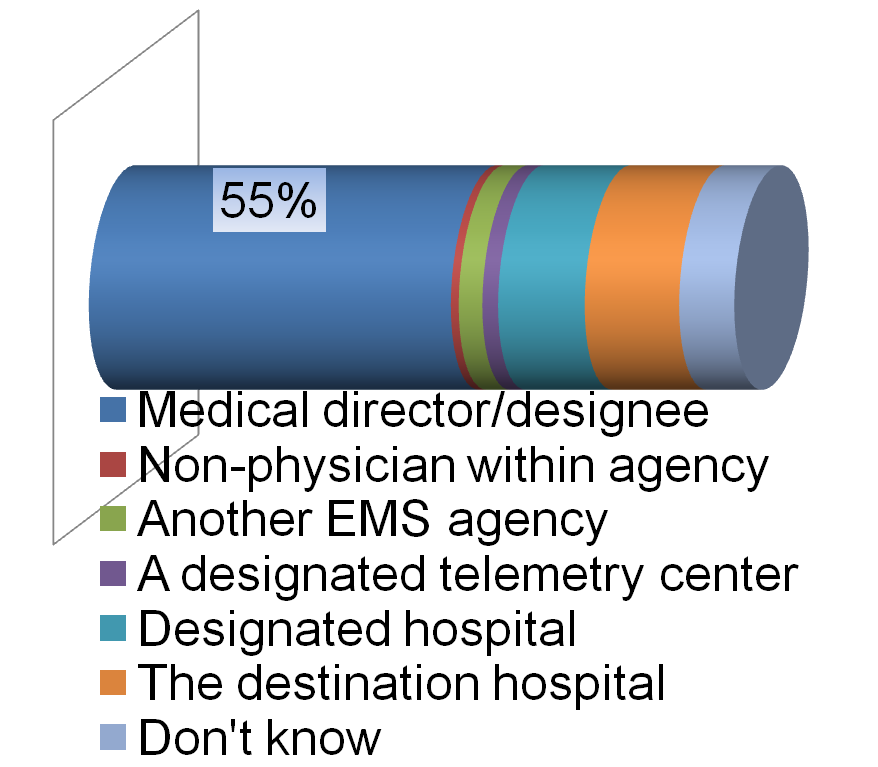 55%
Medical director/designee
Non-physician within agency
Another EMS agency
A designated telemetry center
Designated hospital
The destination hospital
Don't know